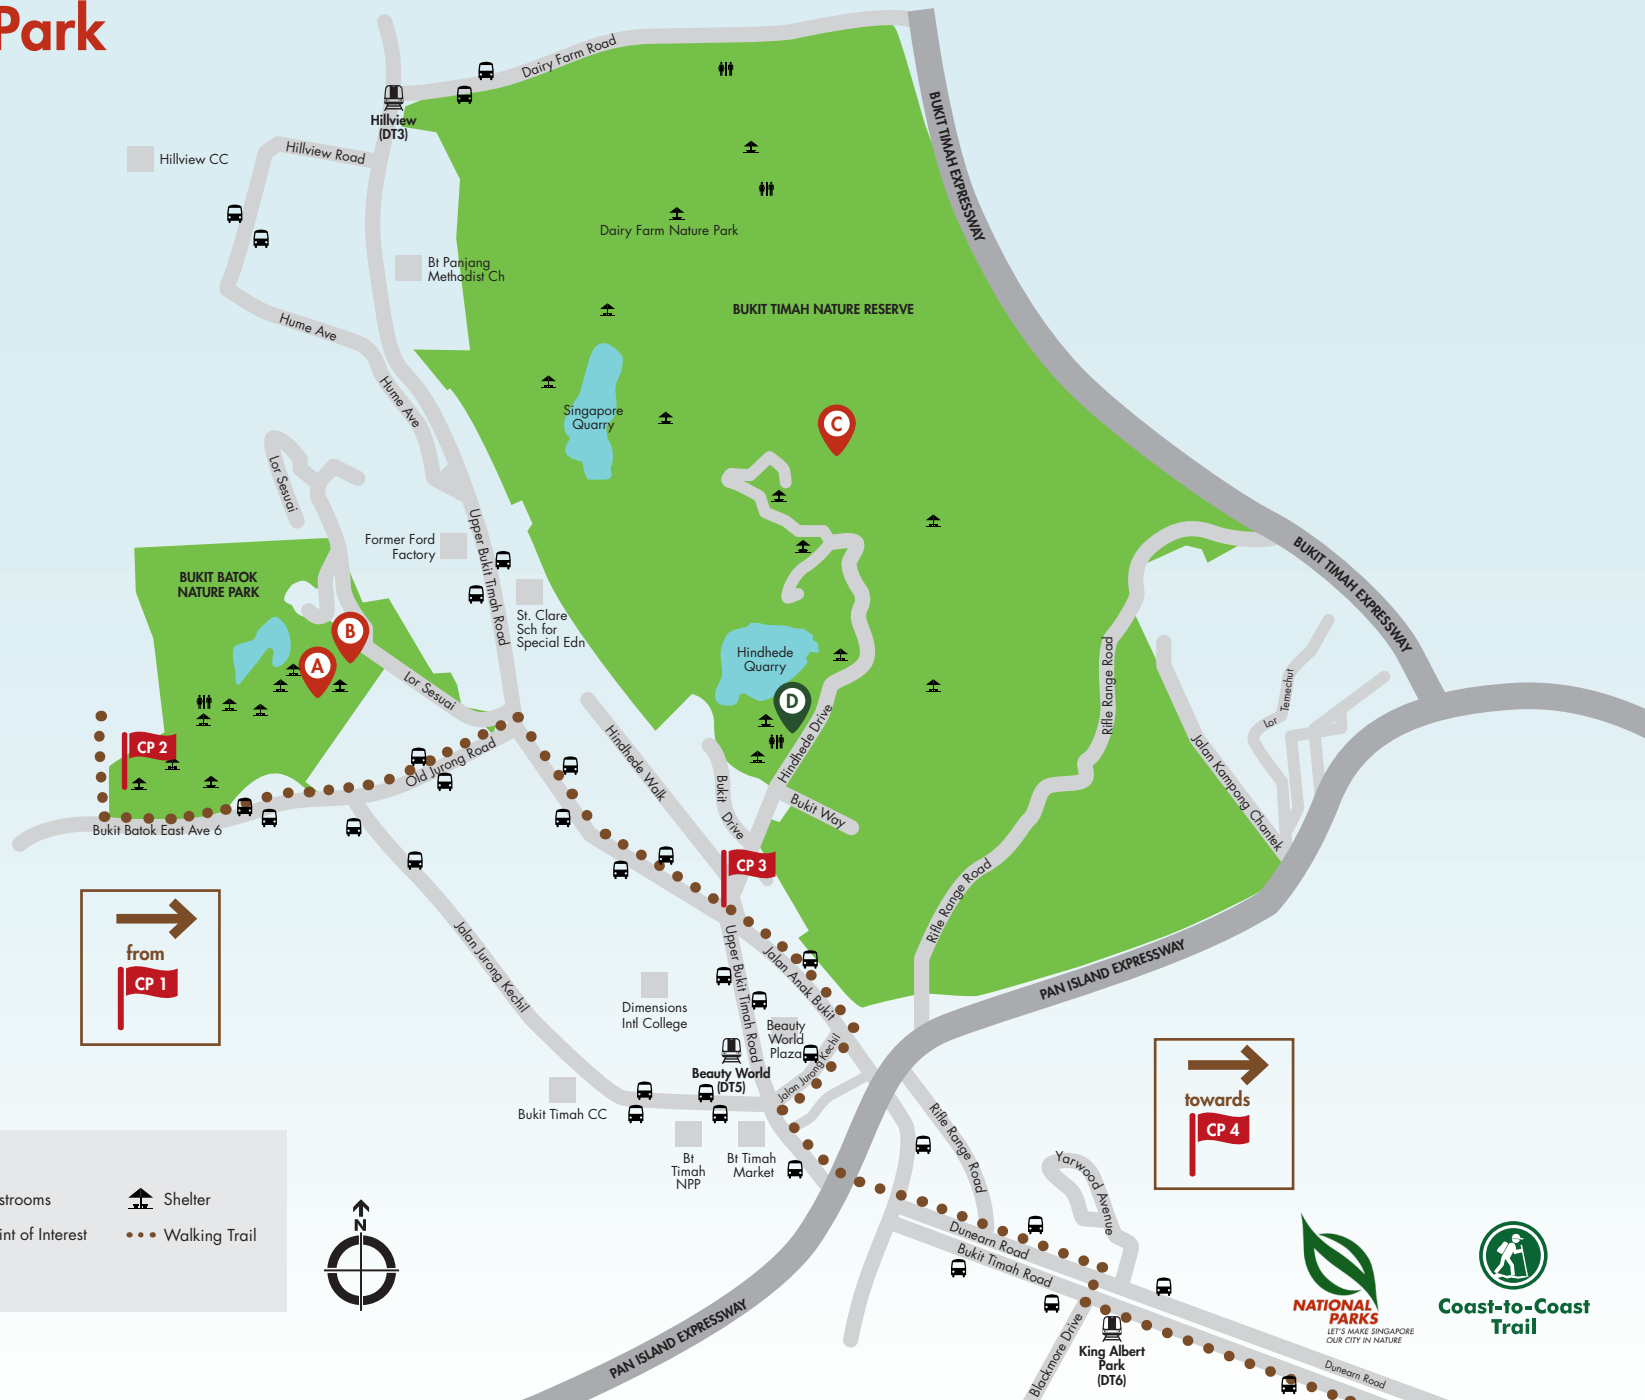 Park
Dairy Farm Road
Hillview
(DT3)
Hillview CC
Hillview Road
BUKIT TIMAH EXPRESSWAY
Dairy Farm Nature Park
Bt Panjang
Methodist Ch
BUKIT TIMAH NATURE RESERVE
Hume Ave
Hume Ave
Singapore
Quarry
C
Lor Sesuai
Upper Bukit Timah Road
Former Ford
Factory
BUKIT BATOK
NATURE PARK
St. Clare
Sch for
Special Edn
BUKIT TIMAH EXPRESSWAY
B
A
Hindhede
Quarry
D
Lor Sesuai
Rifle Range Road
Lor Temechut
CP 2
Old Jurong Road
Hindhede Walk
Hindhede Drive
Bukit Drive
Bukit Way
Jalan Kampong Chantek
Bukit Batok East Ave 6
CP 3
Rifle Range Road
from
CP 1
Jalan Jurong Kechil
Upper Bukit Timah Road
Jalan Anak Bukit
PAN ISLAND EXPRESSWAY
Dimensions
Intl College
Beauty
World
Plaza
Jalan Jurong Kechil
Beauty World
(DT5)
Bukit Timah CC
Bt
Timah
NPP
Bt Timah
Market
Rifle Range Road
Yarwood Avenue
towards
CP 4
strooms
Shelter
int of Interest
Walking Trail
N
Dunearn Road
Bukit Timah Road
PAN ISLAND EXPRESSWAY
Blackmore Drive
King Albert
Park
(DT6)
Dunearn Road
NATIONAL
PARKS
LET'S MAKE SINGAPORE
OUR CITY IN NATURE
Coast-to-Coast
Trail